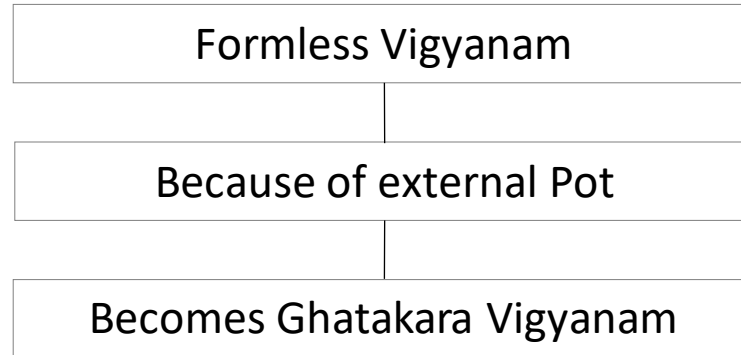 Formless Vigyanam
Because of external Pot
Becomes Ghatakara Vigyanam